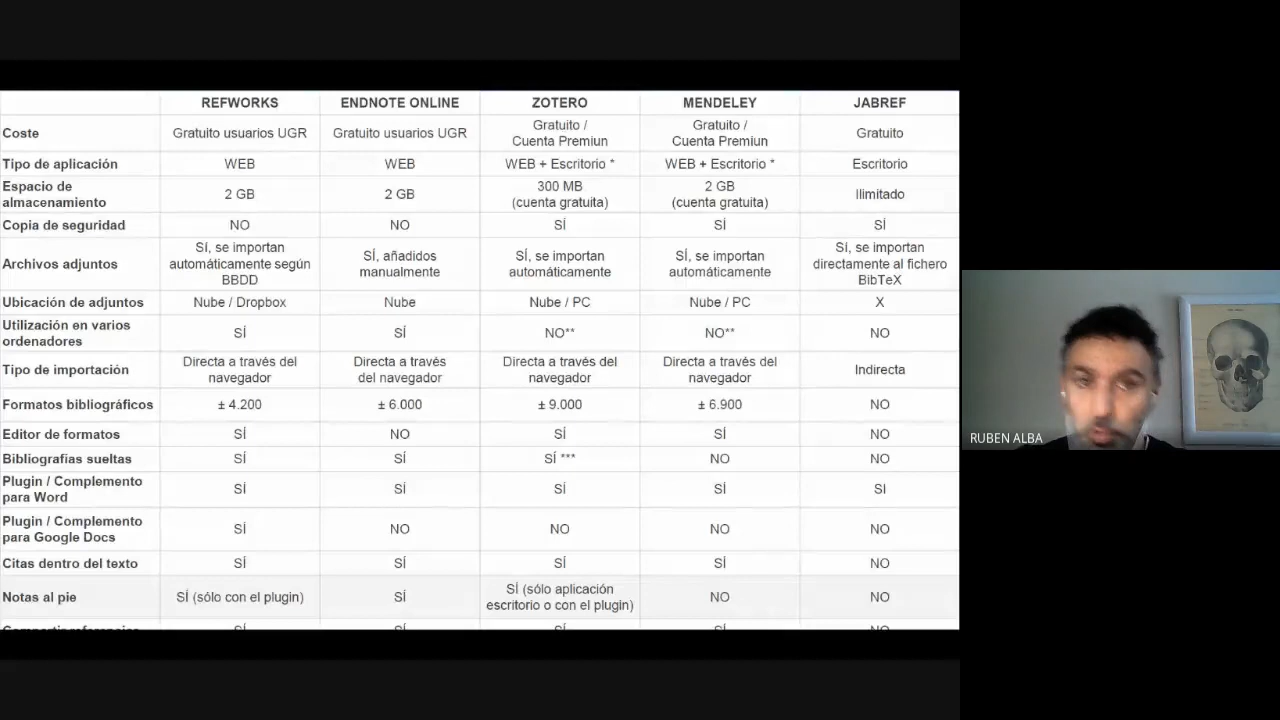 REFWORKS ENDNOTE ONLINE ZOTERO MENDELEY JABREF
Coste Gratuito usuarios UGR Gratuito usuarios UGR Gratuito / Cuenta Premiun Gratuito / Cuenta Premiun Gratuito
Tipo de aplicación WEB WEB WEB + Escritorio * WEB + Escritorio * Escritorio
Espacio de almacenamiento 2 GB 2 GB 300 MB (cuenta gratuita) 2 GB (cuenta gratuita) Ilimitado
Copia de seguridad NO NO SÍ SÍ SÍ
Archivos adjuntos Sí, se importan automáticamente según BBDD SÍ, añadidos manualmente SÍ, se importan automáticamente SÍ, se importan automáticamente Sí, se importan directamente al fichero BibTeX
Ubicación de adjuntos Nube / Dropbox Nube Nube / PC Nube / PC X
Utilización en varios ordenadores SÍ SÍ NO** NO** NO
Tipo de importación Directa a través del navegador Directa a través del navegador Directa a través del navegador Directa a través del navegador Indirecta
Formatos bibliográficos ± 4.200 ± 6.000 ± 9.000 ± 6.900 NO
Editor de formatos SÍ NO SÍ SÍ NO
Bibliografías sueltas SÍ SÍ SÍ *** NO NO
Plugin / Complemento para Word SÍ SÍ SÍ SÍ SI
Plugin / Complemento para Google Docs SÍ NO NO NO NO
Citas dentro del texto SÍ SÍ SÍ SÍ NO
Notas al pie SÍ (sólo con el plugin) SÍ SÍ (sólo aplicación escritorio o con el plugin) NO NO
RUBEN ALBA